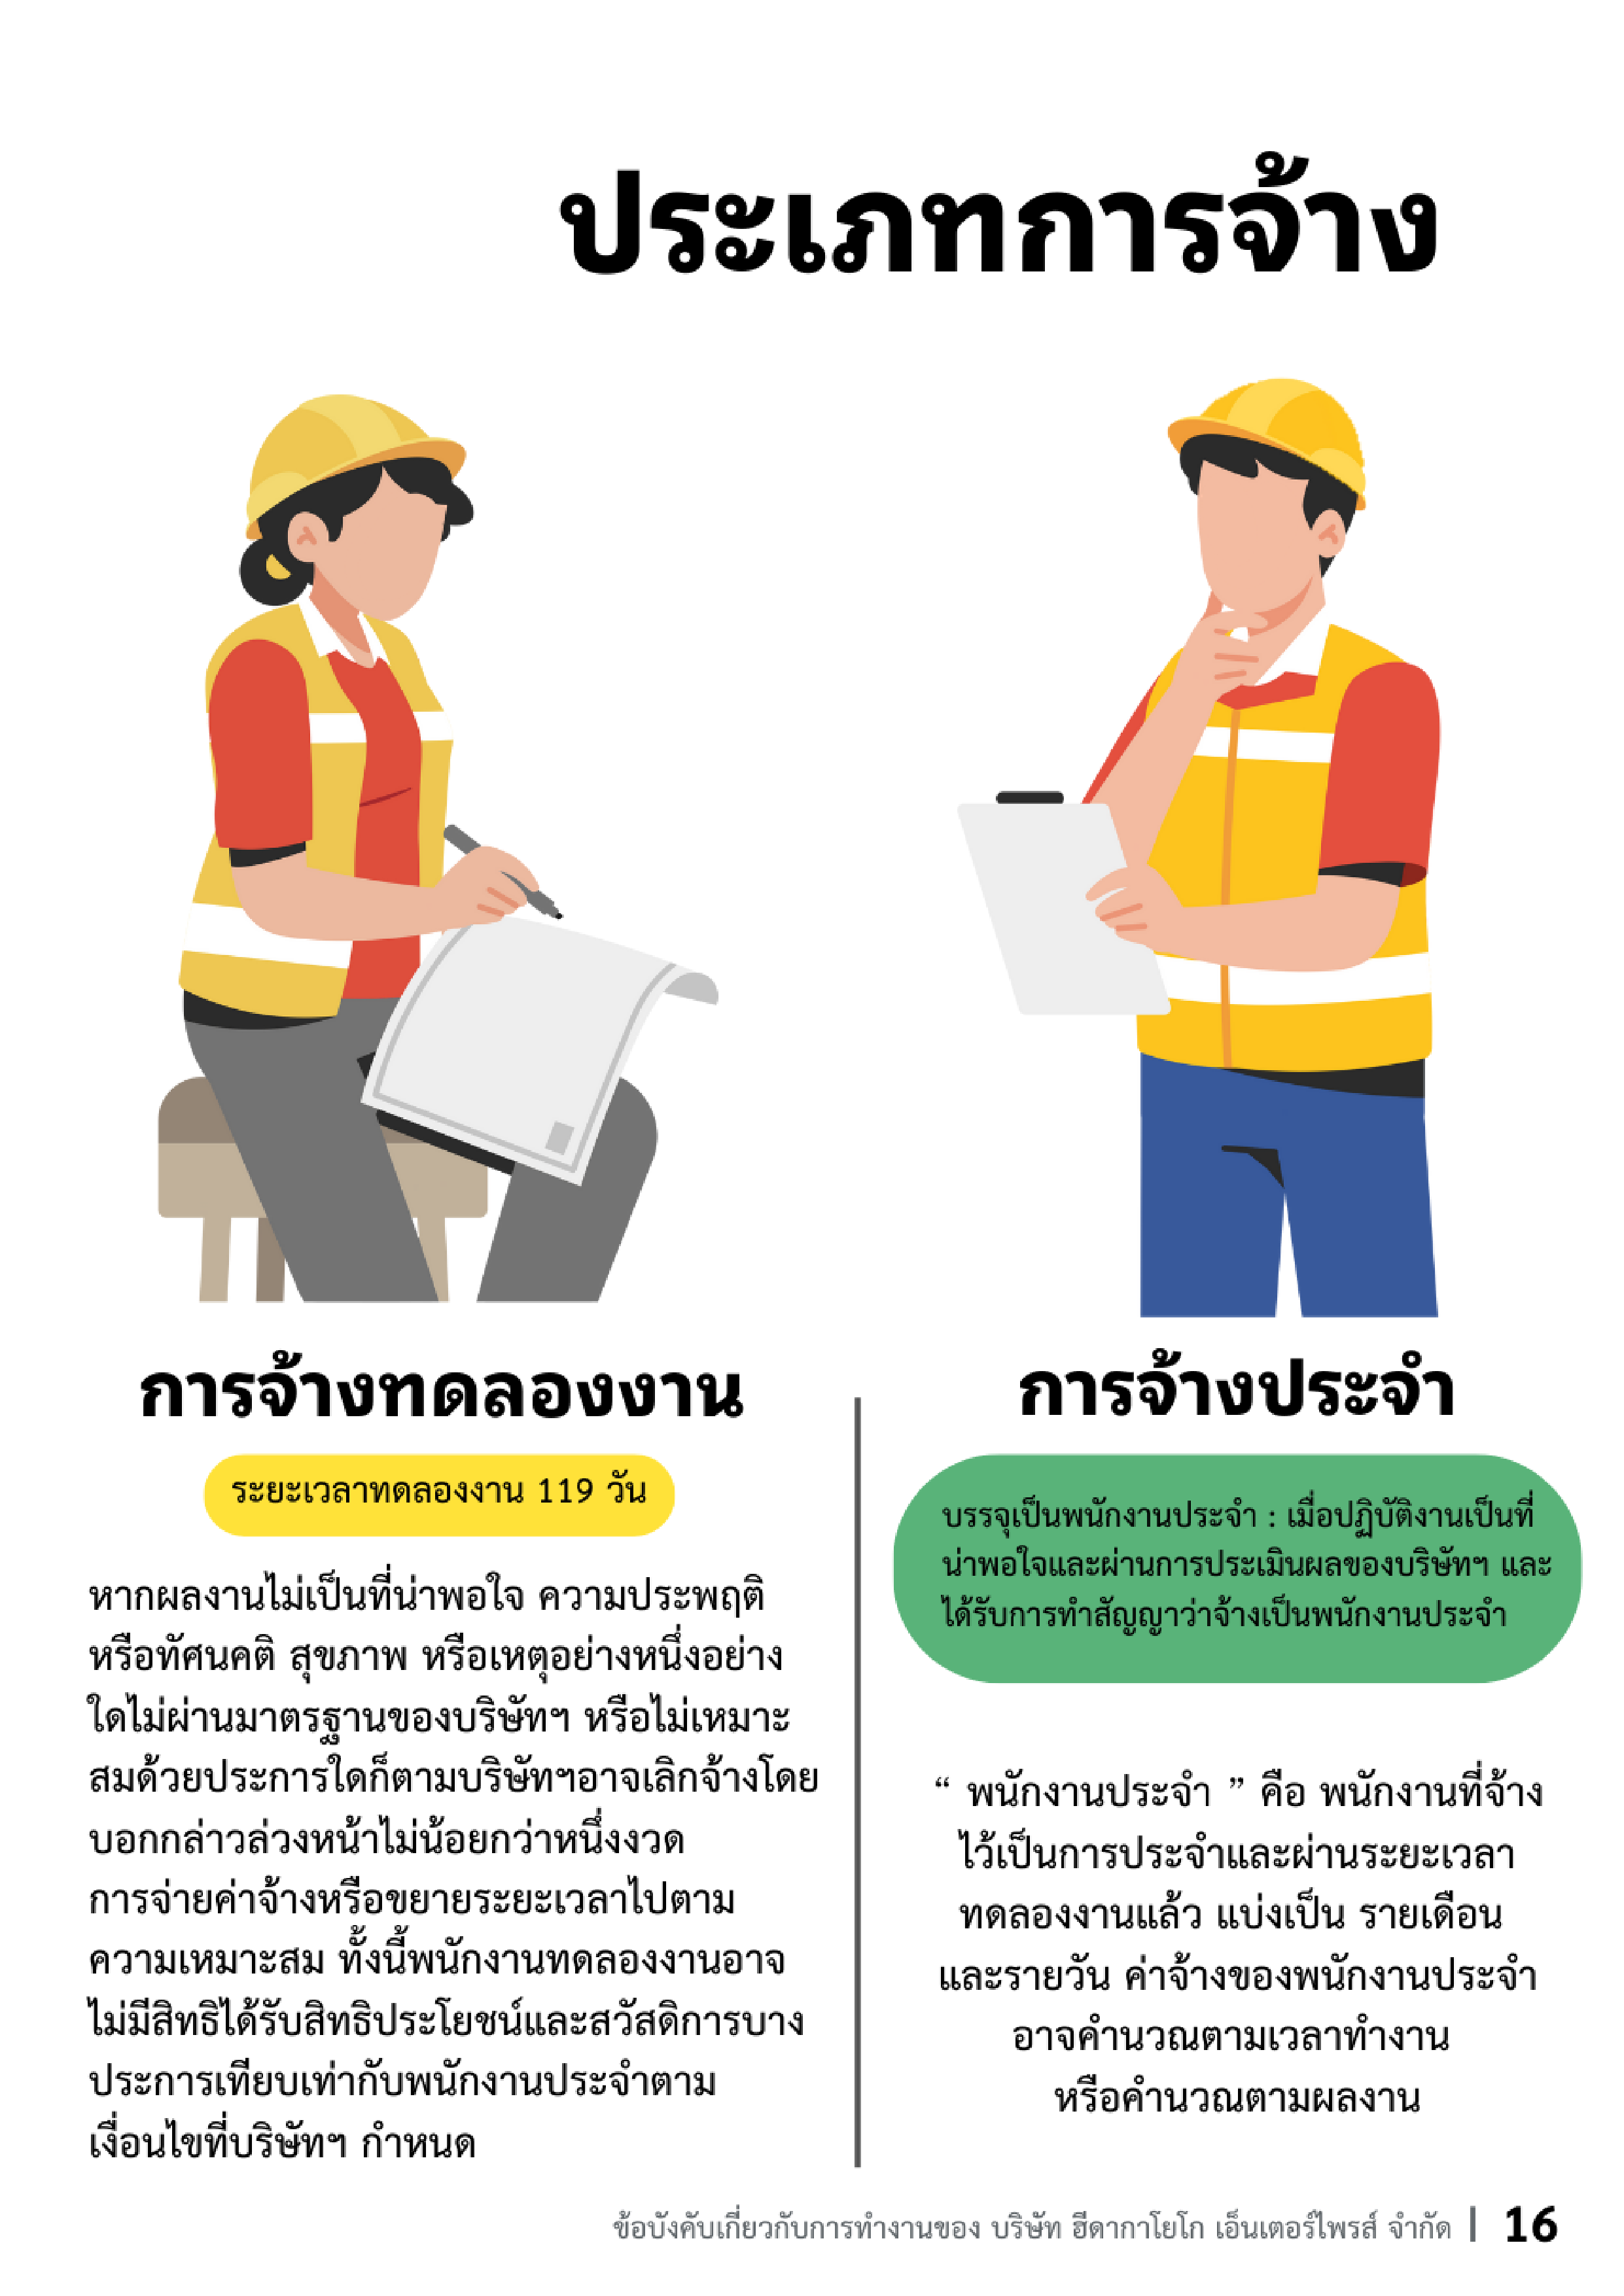 ประเภทการจ้าง
การจ้างทดลองงาน
ระยะเวลาทดลองงาน 119 วัน
หากผลงานไม่เป็นที่น่าพอใจ ความประพฤติ
หรือทัศนคติ สุขภาพ หรือเหตุอย่างหนึ่งอย่าง
ใดไม่ผ่านมาตรฐานของบริษัทฯ หรือไม่เหมาะ
สมด้วยประการใดก็ตามบริษัทฯอาจเลิกจ้างโดย
บอกกล่าวล่วงหน้าไม่น้อยกว่าหนึ่งงวด
การจ่ายค่าจ้างหรือขยายระยะเวลาไปตาม
ความเหมาะสม ทั้งนี้พนักงานทดลองงานอาจ
ไม่มีสิทธิได้รับสิทธิประโยชน์และสวัสดิการบาง
ประการเทียบเท่ากับพนักงานประจำตาม
เงื่อนไขที่บริษัทฯ กำหนด
การจ้างประจำ
บรรจุเป็นพนักงานประจำ : เมื่อปฏิบัติงานเป็นที่
น่าพอใจและผ่านการประเมินผลของบริษัทฯ และ
ได้รับการทำสัญญาว่าจ้างเป็นพนักงานประจำ
“ พนักงานประจำ ” คือ พนักงานที่จ้าง
ไว้เป็นการประจำและผ่านระยะเวลา
ทดลองงานแล้ว แบ่งเป็น รายเดือน
และรายวัน ค่าจ้างของพนักงานประจำ
อาจคำนวณตามเวลาทำงาน
หรือคำนวณตามผลงาน
ข้อบังคับเกี่ยวกับการทำงานของ บริษัท ฮีดากาโยโก เอ็นเตอร์ไพรส์ จำกัด | 16